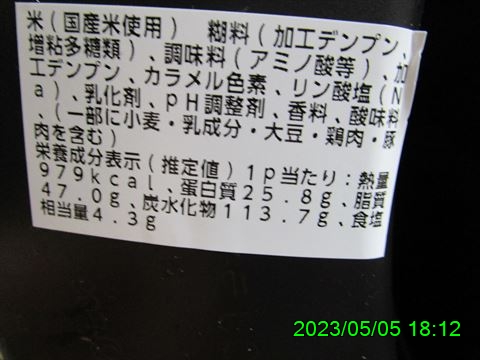 米(国産米使用) 糊料(加工デンプン、
増粘多糖類)、調味料(アミノ酸等)、加
工デンプン、カラメル色素、リン酸塩(N
a)、乳化剤、pH調整剤、香料、酸味料
、(一部に小麦・乳成分・大豆・鶏肉・豚
肉を含む)
栄養成分表示(推定値)1p当たり:熱量
979kcal、蛋白質25.8g、脂質
47.0g、炭水化物113.7g、食塩
相当量4.3g
2023/05/05 18:12